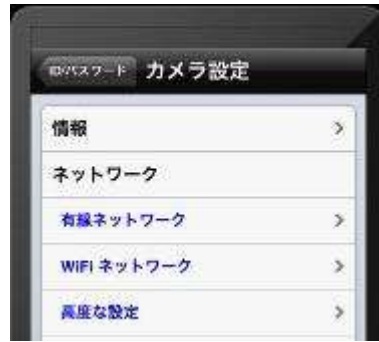 ID/パスワード カメラ設定
情報
ネットワーク
有線ネットワーク
WiFi ネットワーク
高度な設定